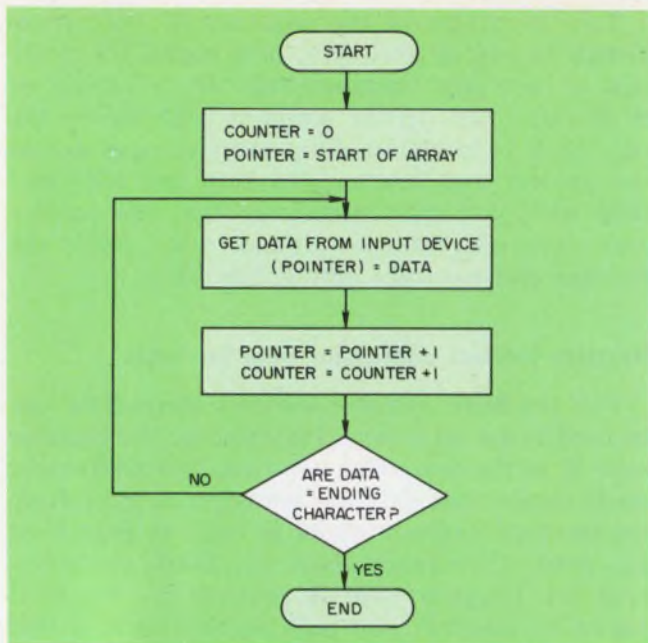 START
COUNTER = 0
POINTER = START OF ARRAY
GET DATA FROM INPUT DEVICE
(POINTER) = DATA
POINTER = POINTER +1
COUNTER = COUNTER +1
NO
ARE DATA
= ENDING
CHARACTER?
YES
END